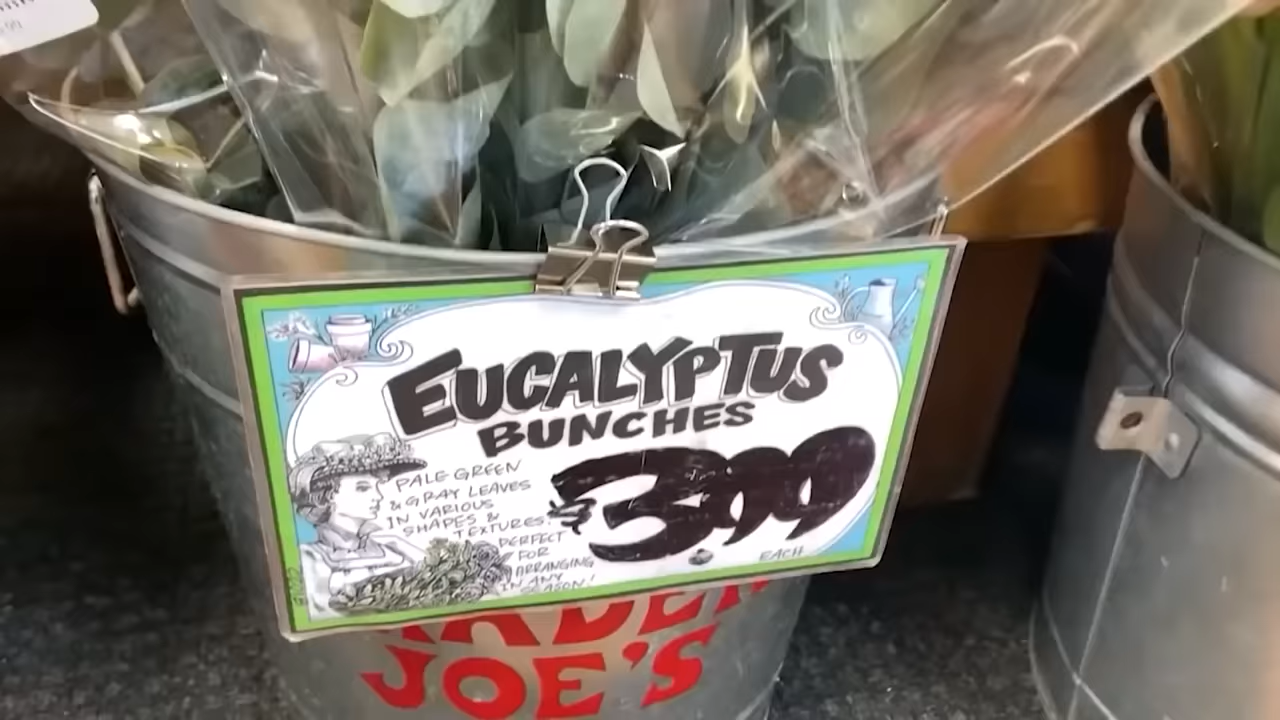 EUCALYPTUS
BUNCHES
PALE GREEN
& GRAY LEAVES
IN VARIOUS
SHAPES &
TEXTURES.
PERFECT
FOR
ARRANGING
IN ANY
SEASON!
$3.99
EACH
TRADER
JOE'S